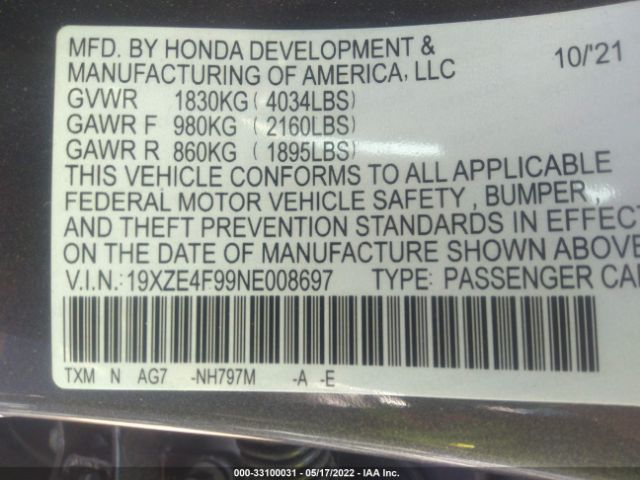 MFD. BY HONDA DEVELOPMENT & 10/'21
MANUFACTURING OF AMERICA, LLC
GVWR 1830KG ( 4034LBS)
GAWR F 980KG ( 2160LBS)
GAWR R 860KG ( 1895LBS)
THIS VEHICLE CONFORMS TO ALL APPLICABLE
FEDERAL MOTOR VEHICLE SAFETY , BUMPER ,
AND THEFT PREVENTION STANDARDS IN EFFECT
ON THE DATE OF MANUFACTURE SHOWN ABOVE
V.I.N.: 19XZE4F99NE008697 TYPE: PASSENGER CAR
TXM N AG7 -NH797M -A -E
000-33100031 - 05/17/2022 - IAA Inc.